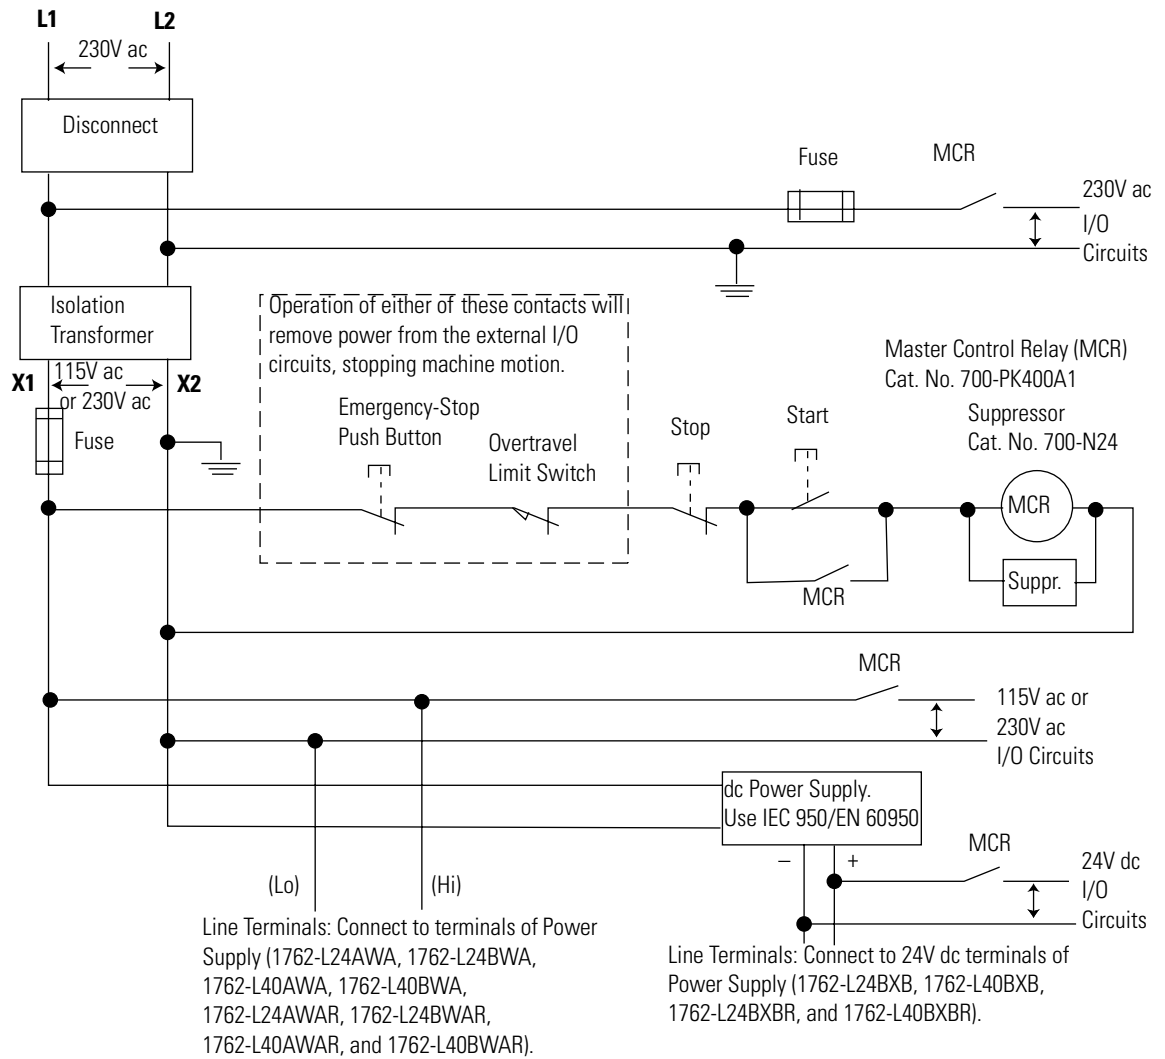 L1
L2
230V ac
Disconnect
Fuse
MCR
230V ac
I/O
Circuits
Isolation
Transformer
Operation of either of these contacts will
remove power from the external I/O
circuits, stopping machine motion.
X1
115V ac
or 230V ac
X2
Fuse
Emergency-Stop
Push Button
Overtravel
Limit Switch
Stop
Start
Master Control Relay (MCR)
Cat. No. 700-PK400A1
Suppressor
Cat. No. 700-N24
MCR
Suppr.
MCR
MCR
115V ac or
230V ac
I/O Circuits
dc Power Supply.
Use IEC 950/EN 60950
– +
MCR
24V dc
I/O
Circuits
(Lo)
(Hi)
Line Terminals: Connect to terminals of Power
Supply (1762-L24AWA, 1762-L24BWA,
1762-L40AWA, 1762-L40BWA,
1762-L24AWAR, 1762-L24BWAR,
1762-L40AWAR, and 1762-L40BWAR).
Line Terminals: Connect to 24V dc terminals of
Power Supply (1762-L24BXB, 1762-L40BXB,
1762-L24BXBR, and 1762-L40BXBR).